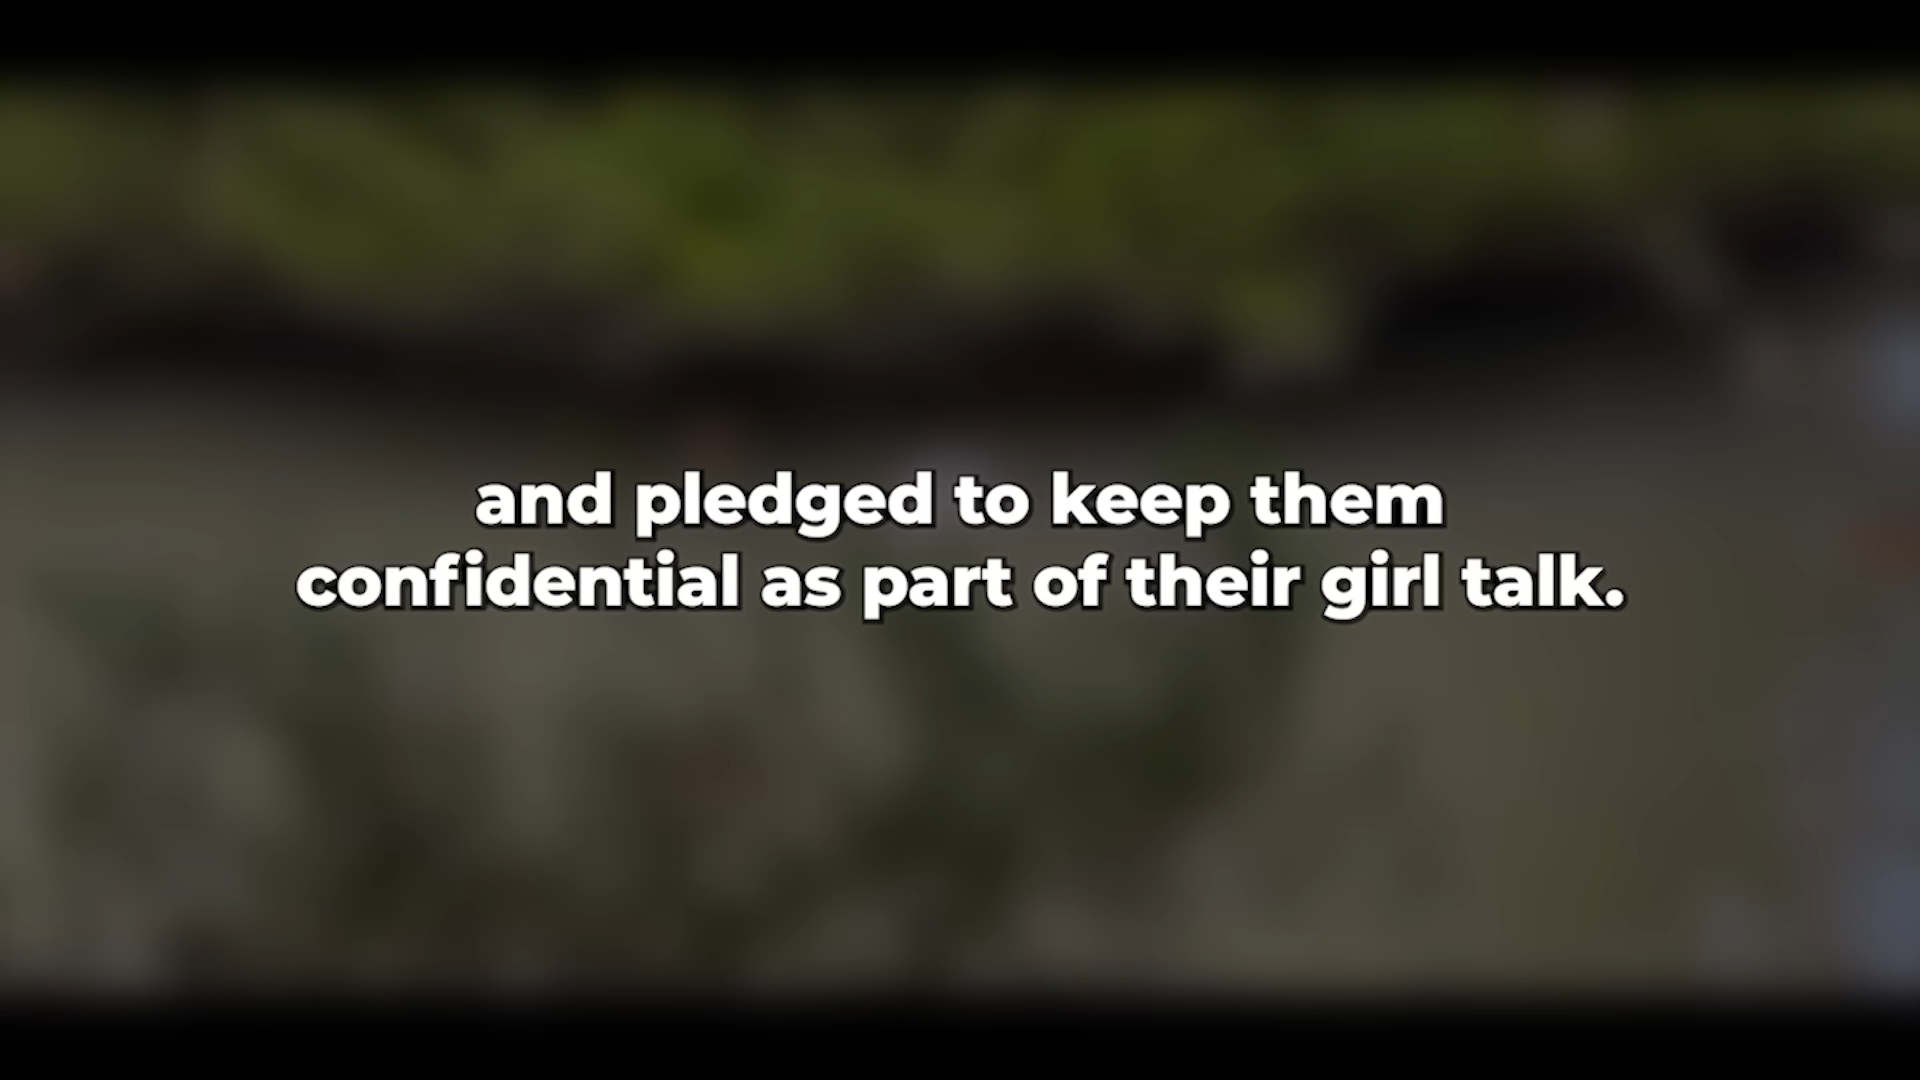 and pledged to keep them
confidential as part of their girl talk.